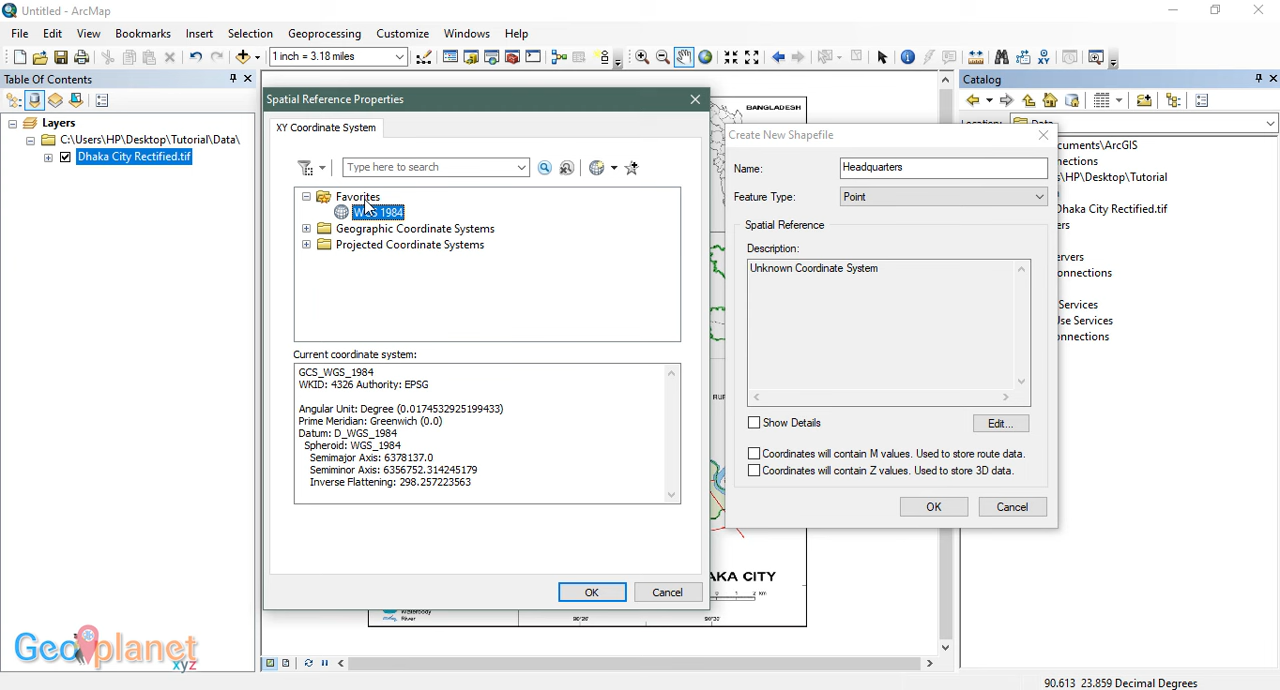 Untitled - ArcMap
File Edit View Bookmarks Insert Selection Geoprocessing Customize Windows Help
1 inch = 3.18 miles
Table Of Contents
Layers
C:\Users\HP\Desktop\Tutorial\Data\
Dhaka City Rectified.tif
Spatial Reference Properties
XY Coordinate System
Type here to search
Favorites
WGS 1984
Geographic Coordinate Systems
Projected Coordinate Systems
Current coordinate system:
GCS_WGS_1984
WKID: 4326 Authority: EPSG
Angular Unit: Degree (0.0174532925199433)
Prime Meridian: Greenwich (0.0)
Datum: D_WGS_1984
Spheroid: WGS_1984
Semimajor Axis: 6378137.0
Semiminor Axis: 6356752.314245179
Inverse Flattening: 298.257223563
OK Cancel
BANGLADESH
Create New Shapefile
Name: Headquarters
Feature Type: Point
Spatial Reference
Description:
Unknown Coordinate System
Show Details
Edit...
Coordinates will contain M values. Used to store route data.
Coordinates will contain Z values. Used to store 3D data.
OK Cancel
AKA CITY
River
Catalog
cuments\ArcGIS
nections
s\HP\Desktop\Tutorial
Dhaka City Rectified.tif
ers
ervers
onnections
Services
Use Services
onnections
Geo planet
xyz
90.613 23.859 Decimal Degrees